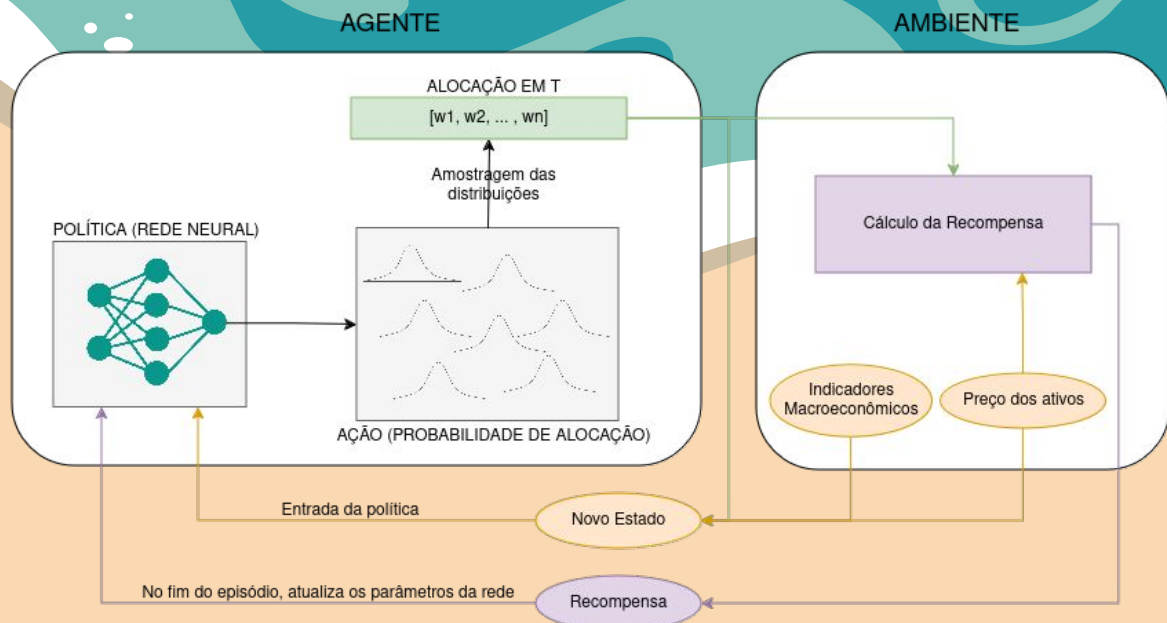 AGENTE
AMBIENTE
ALOCAÇÃO EM T
[w1, w2, ... , wn]
Amostragem das
distribuições
POLÍTICA (REDE NEURAL)
AÇÃO (PROBABILIDADE DE ALOCAÇÃO)
Cálculo da Recompensa
Indicadores
Macroeconômicos
Preço dos ativos
Entrada da política
Novo Estado
No fim do episódio, atualiza os parâmetros da rede
Recompensa